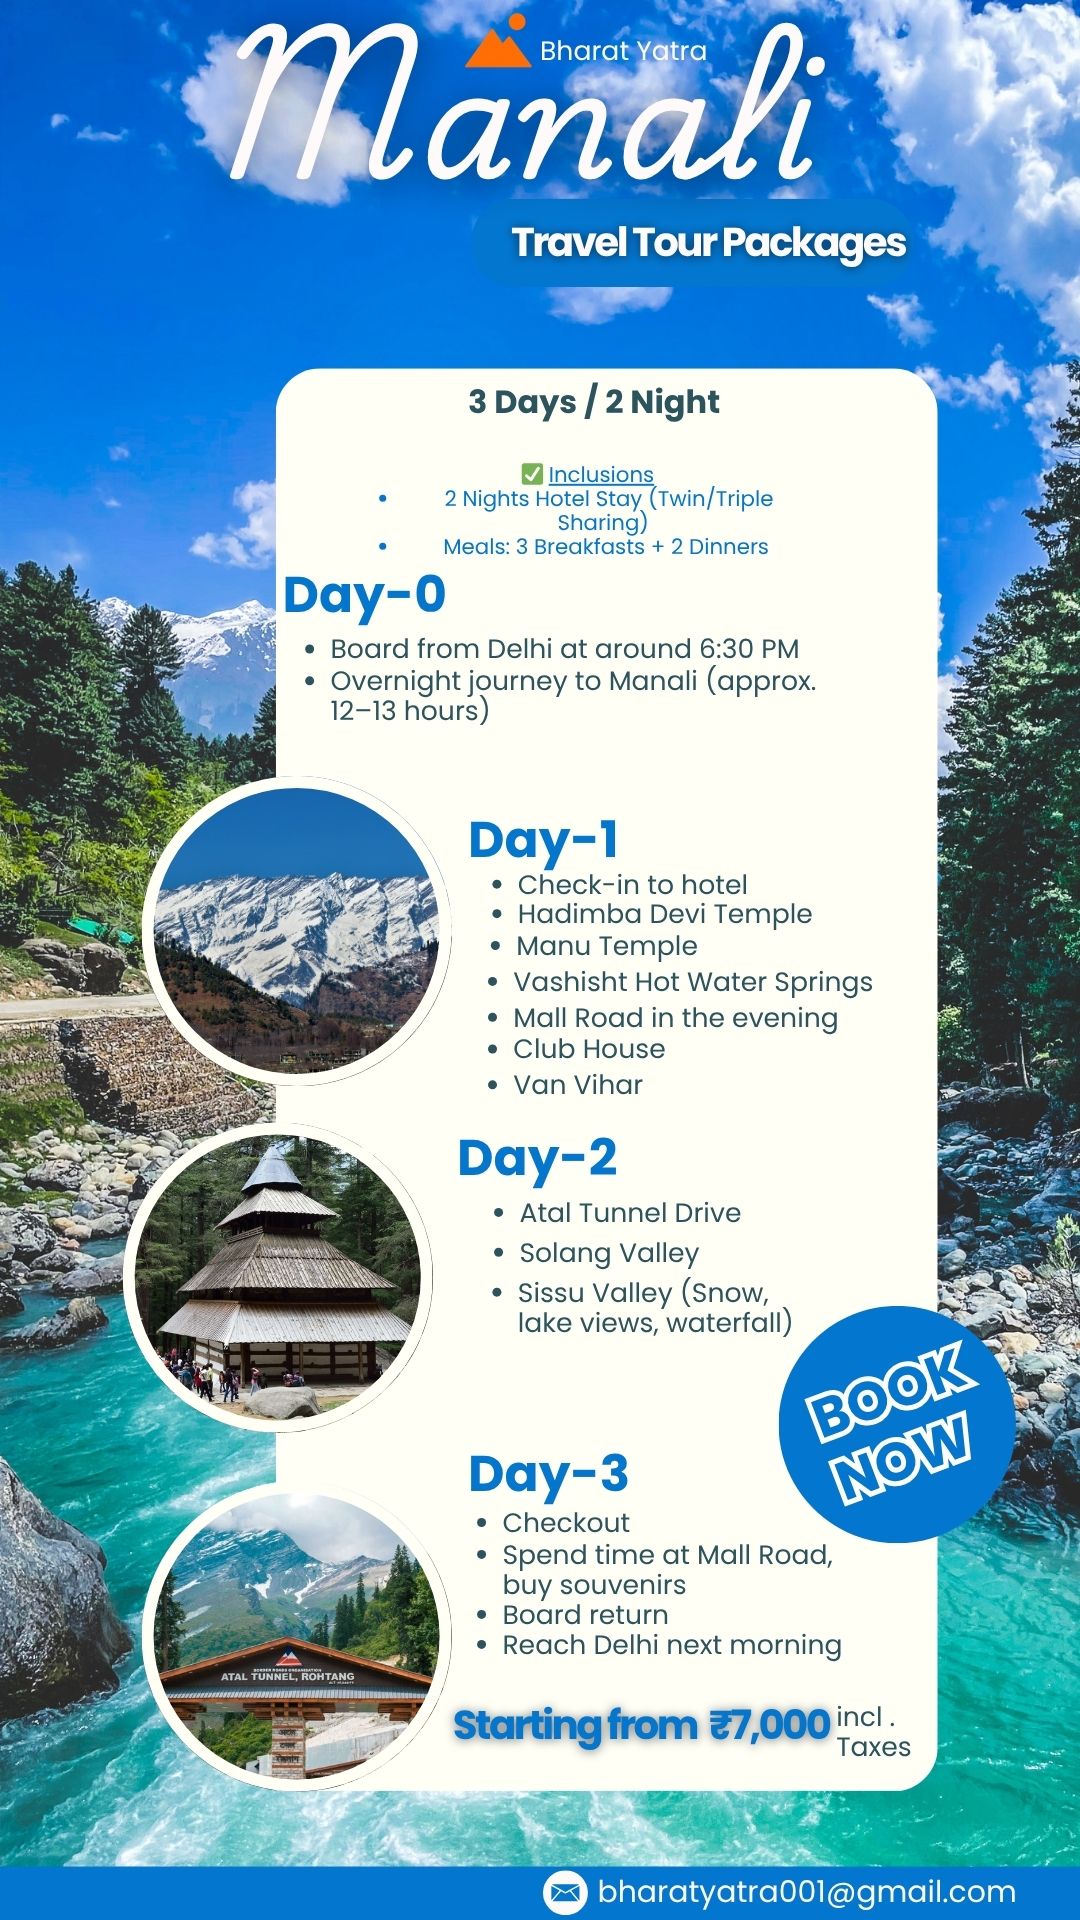 Bharat Yatra
Manali
Travel Tour Packages
3 Days / 2 Night
✅ Inclusions
• 2 Nights Hotel Stay (Twin/Triple
Sharing)
• Meals: 3 Breakfasts + 2 Dinners
Day-0
• Board from Delhi at around 6:30 PM
• Overnight journey to Manali (approx.
12–13 hours)
Day-1
• Check-in to hotel
• Hadimba Devi Temple
• Manu Temple
• Vashisht Hot Water Springs
• Mall Road in the evening
• Club House
• Van Vihar
Day-2
• Atal Tunnel Drive
• Solang Valley
• Sissu Valley (Snow,
lake views, waterfall)
BOOK
NOW
Day-3
• Checkout
• Spend time at Mall Road,
buy souvenirs
• Board return
• Reach Delhi next morning
BORDER ROADS ORGANISATION
ATAL TUNNEL, ROHTANG
Starting from ₹7,000 incl .
Taxes
bharatyatra001@gmail.com